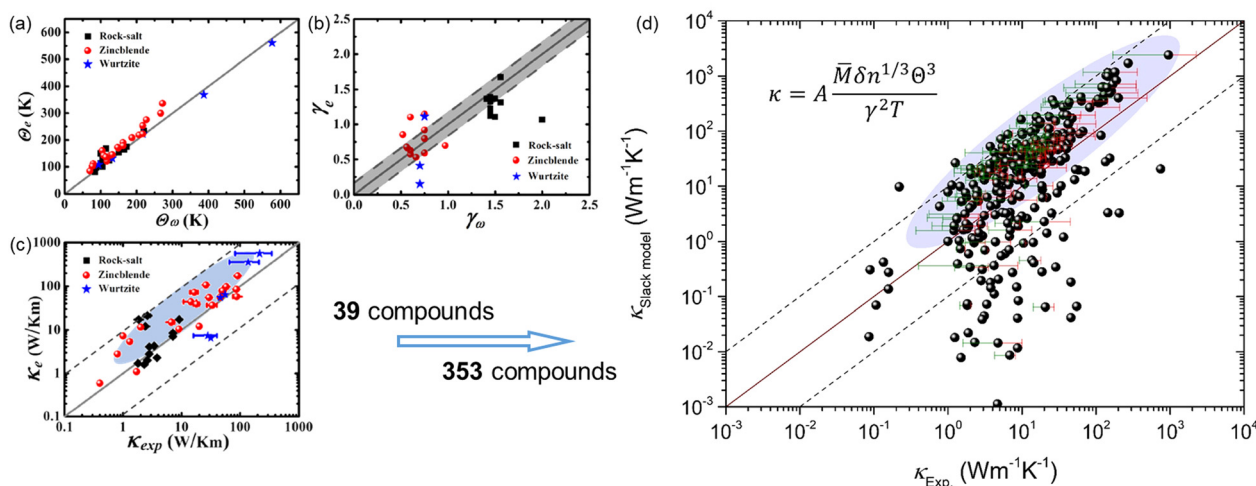 (a)
600
500
400
300
200
100
0
Θe (K)
Rock-salt
Zincblende
Wurtzite
0 100 200 300 400 500 600
Θω (K)
(b)
2.5
2.0
1.5
1.0
0.5
0.0
γe
Rock-salt
Zincblende
Wurtzite
0.0 0.5 1.0 1.5 2.0 2.5
γω
(c)
1000
100
10
1
0.1
κe (W/Km)
Rock-salt
Zincblende
Wurtzite
0.1 1 10 100 1000
κexp (W/Km)
39 compounds
353 compounds
(d)
10⁴
10³
10²
10¹
10⁰
10⁻¹
10⁻²
10⁻³
κSlack model (Wm⁻¹K⁻¹)
κ = A M̅δn^{1/3}Θ³ / γ²T
10⁻³ 10⁻² 10⁻¹ 10⁰ 10¹ 10² 10³ 10⁴
κExp. (Wm⁻¹K⁻¹)